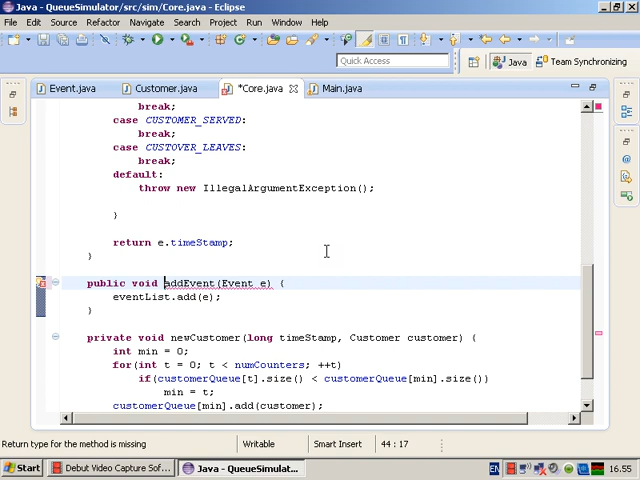 Java - QueueSimulator/src/sim/Core.java - Eclipse
File Edit Source Refactor Navigate Search Project Run Window Help
Quick Access Java Team Synchronizing
Event.java Customer.java *Core.java Main.java
break;
case CUSTOMER_SERVED:
break;
case CUSTOVER_LEAVES:
break;
default:
throw new IllegalArgumentException();
}
return e.timeStamp;
}
public void addEvent(Event e) {
eventList.add(e);
}
private void newCustomer(long timeStamp, Customer customer) {
int min = 0;
for(int t = 0; t < numCounters; ++t)
if(customerQueue[t].size() < customerQueue[min].size())
min = t;
customerQueue[min].add(customer);
Return type for the method is missing Writable Smart Insert 44 : 17
Start Debut Video Capture Sof... Java - QueueSimulat... EN 16.55